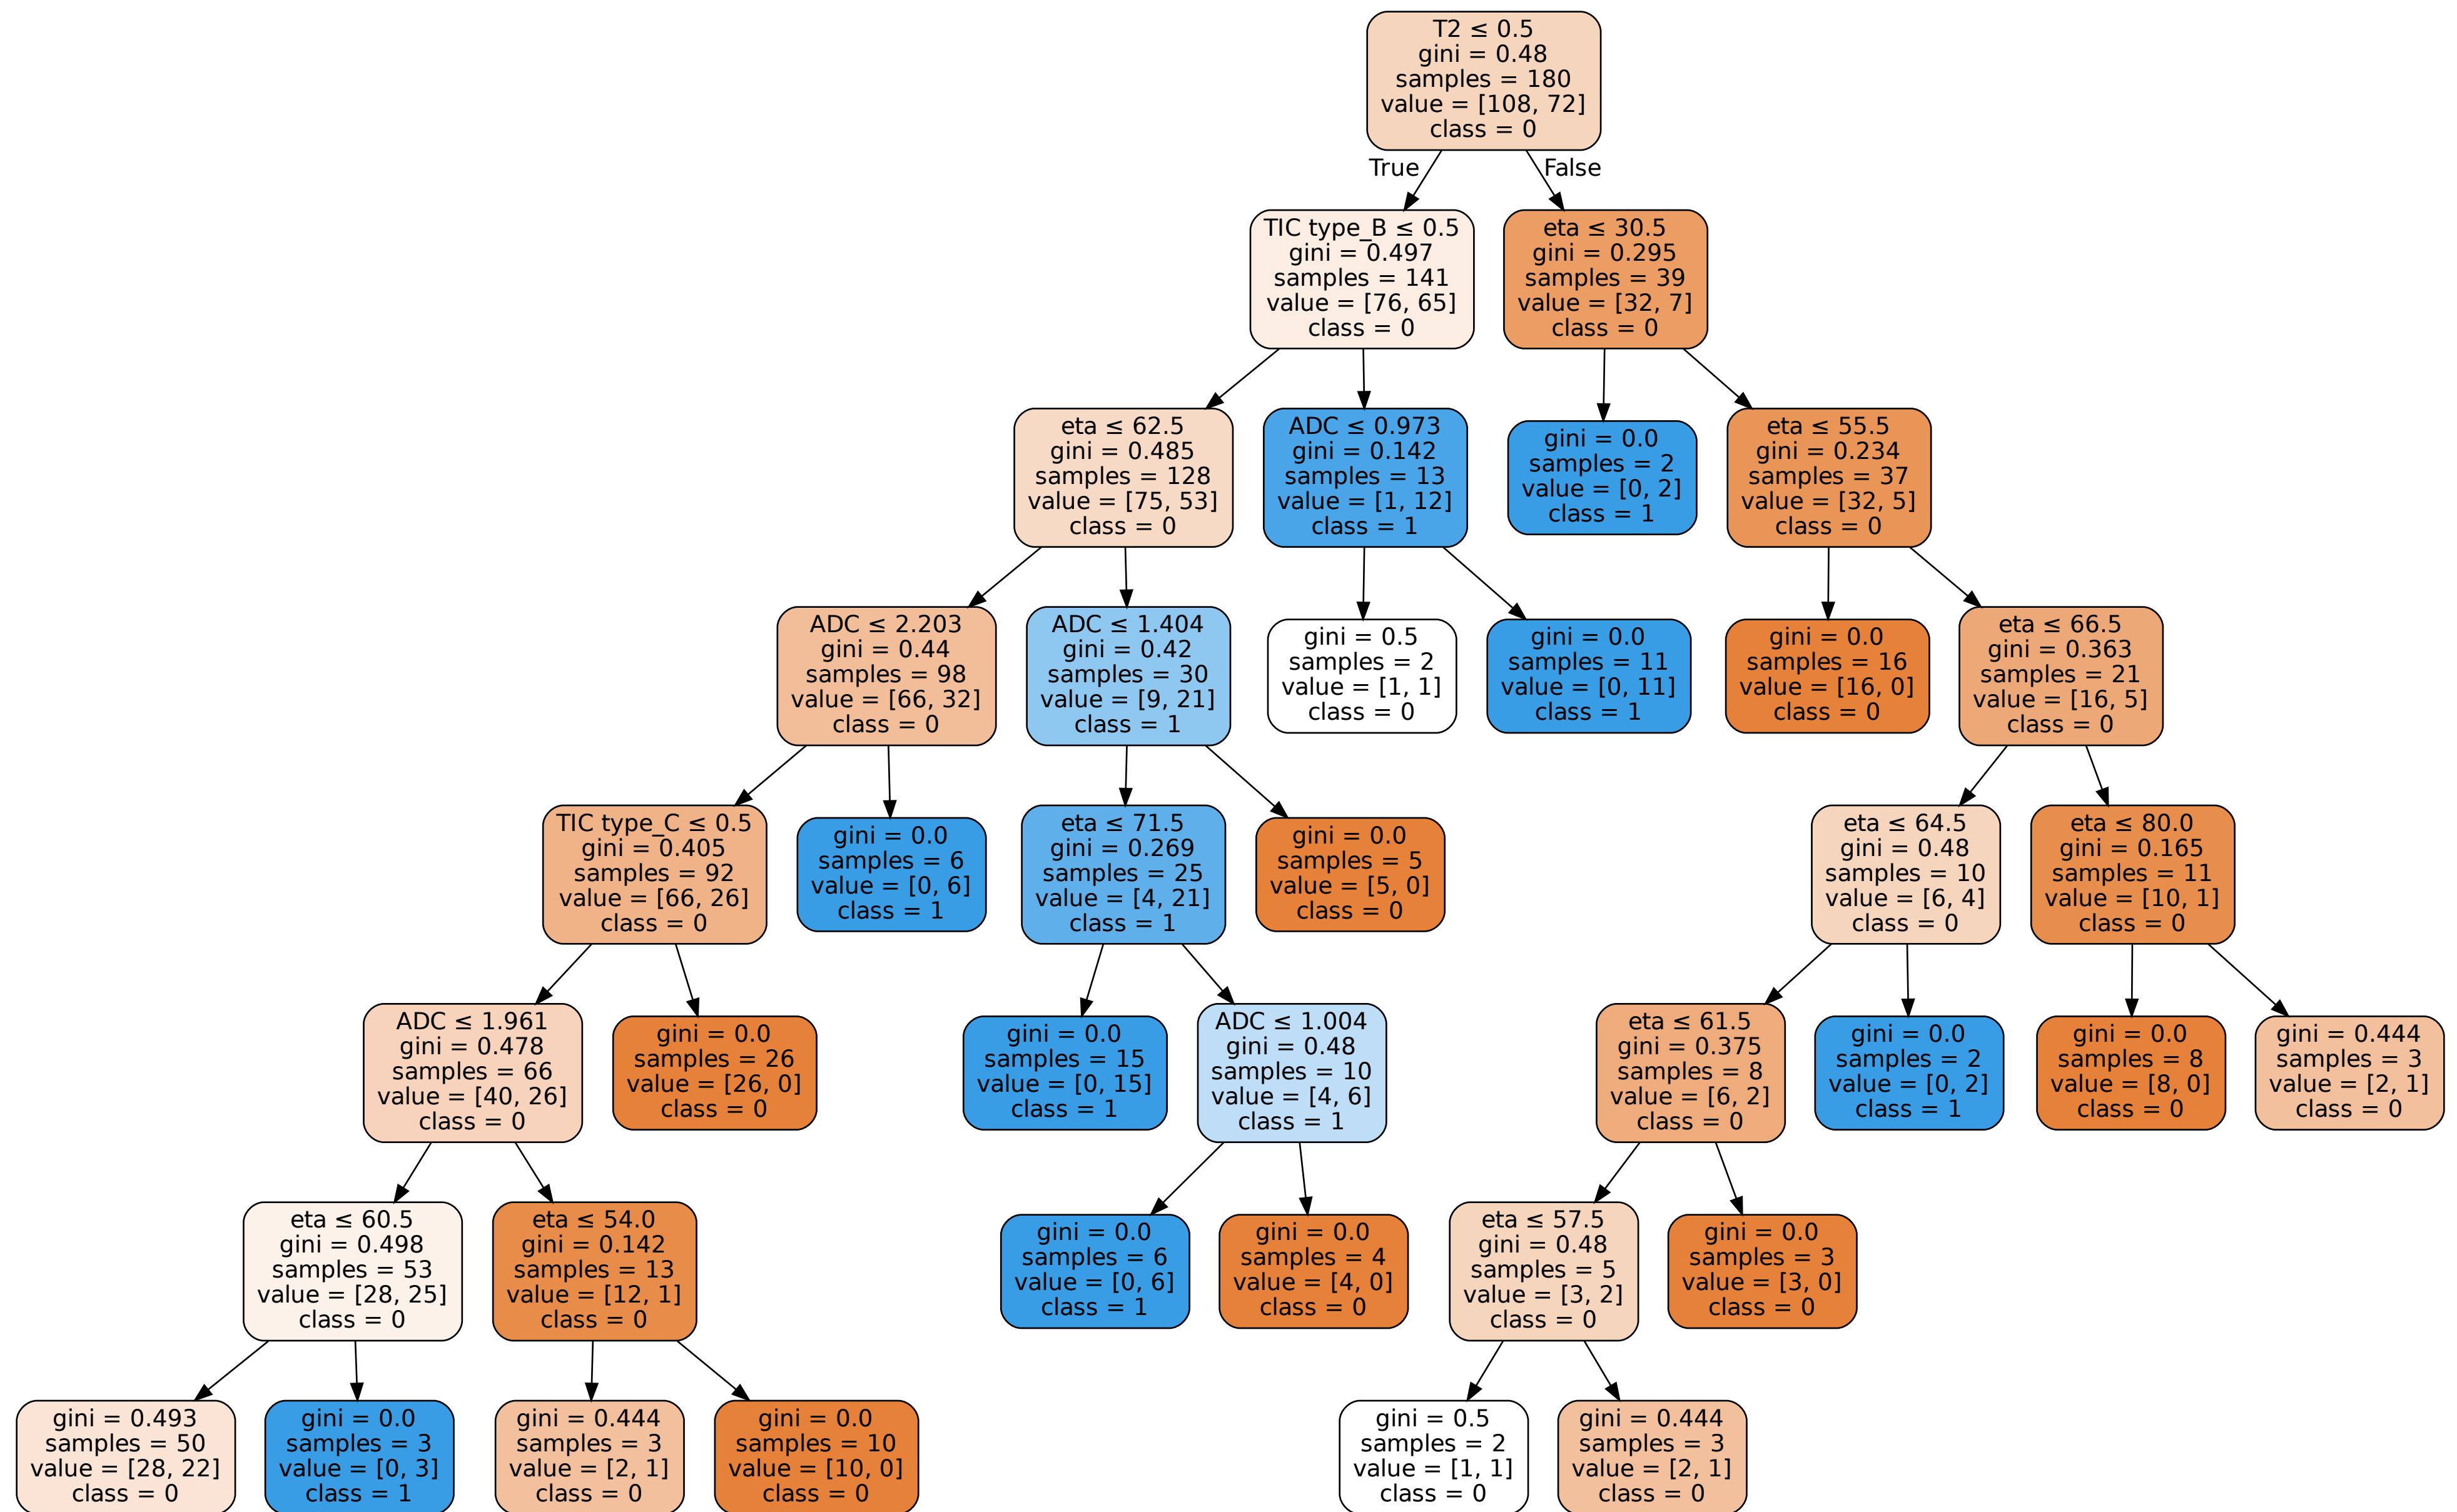 T2 ≤ 0.5
gini = 0.48
samples = 180
value = [108, 72]
class = 0
True
False
TIC type_B ≤ 0.5
gini = 0.497
samples = 141
value = [76, 65]
class = 0
eta ≤ 30.5
gini = 0.295
samples = 39
value = [32, 7]
class = 0
eta ≤ 62.5
gini = 0.485
samples = 128
value = [75, 53]
class = 0
ADC ≤ 0.973
gini = 0.142
samples = 13
value = [1, 12]
class = 1
gini = 0.0
samples = 2
value = [0, 2]
class = 1
eta ≤ 55.5
gini = 0.234
samples = 37
value = [32, 5]
class = 0
ADC ≤ 2.203
gini = 0.44
samples = 98
value = [66, 32]
class = 0
ADC ≤ 1.404
gini = 0.42
samples = 30
value = [9, 21]
class = 1
gini = 0.5
samples = 2
value = [1, 1]
class = 0
gini = 0.0
samples = 11
value = [0, 11]
class = 1
gini = 0.0
samples = 16
value = [16, 0]
class = 0
eta ≤ 66.5
gini = 0.363
samples = 21
value = [16, 5]
class = 0
TIC type_C ≤ 0.5
gini = 0.405
samples = 92
value = [66, 26]
class = 0
gini = 0.0
samples = 6
value = [0, 6]
class = 1
eta ≤ 71.5
gini = 0.269
samples = 25
value = [4, 21]
class = 1
gini = 0.0
samples = 5
value = [5, 0]
class = 0
eta ≤ 64.5
gini = 0.48
samples = 10
value = [6, 4]
class = 0
eta ≤ 80.0
gini = 0.165
samples = 11
value = [10, 1]
class = 0
ADC ≤ 1.961
gini = 0.478
samples = 66
value = [40, 26]
class = 0
gini = 0.0
samples = 26
value = [26, 0]
class = 0
gini = 0.0
samples = 15
value = [0, 15]
class = 1
ADC ≤ 1.004
gini = 0.48
samples = 10
value = [4, 6]
class = 1
eta ≤ 61.5
gini = 0.375
samples = 8
value = [6, 2]
class = 0
gini = 0.0
samples = 2
value = [0, 2]
class = 1
gini = 0.0
samples = 8
value = [8, 0]
class = 0
gini = 0.444
samples = 3
value = [2, 1]
class = 0
eta ≤ 60.5
gini = 0.498
samples = 53
value = [28, 25]
class = 0
eta ≤ 54.0
gini = 0.142
samples = 13
value = [12, 1]
class = 0
gini = 0.0
samples = 6
value = [0, 6]
class = 1
gini = 0.0
samples = 4
value = [4, 0]
class = 0
eta ≤ 57.5
gini = 0.48
samples = 5
value = [3, 2]
class = 0
gini = 0.0
samples = 3
value = [3, 0]
class = 0
gini = 0.493
samples = 50
value = [28, 22]
class = 0
gini = 0.0
samples = 3
value = [0, 3]
class = 1
gini = 0.444
samples = 3
value = [2, 1]
class = 0
gini = 0.0
samples = 10
value = [10, 0]
class = 0
gini = 0.5
samples = 2
value = [1, 1]
class = 0
gini = 0.444
samples = 3
value = [2, 1]
class = 0